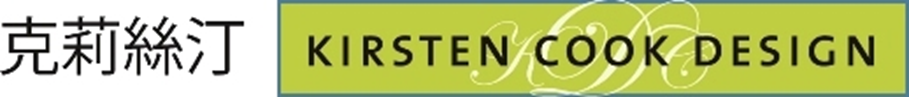 克莉絲汀 KIRSTEN COOK DESIGN